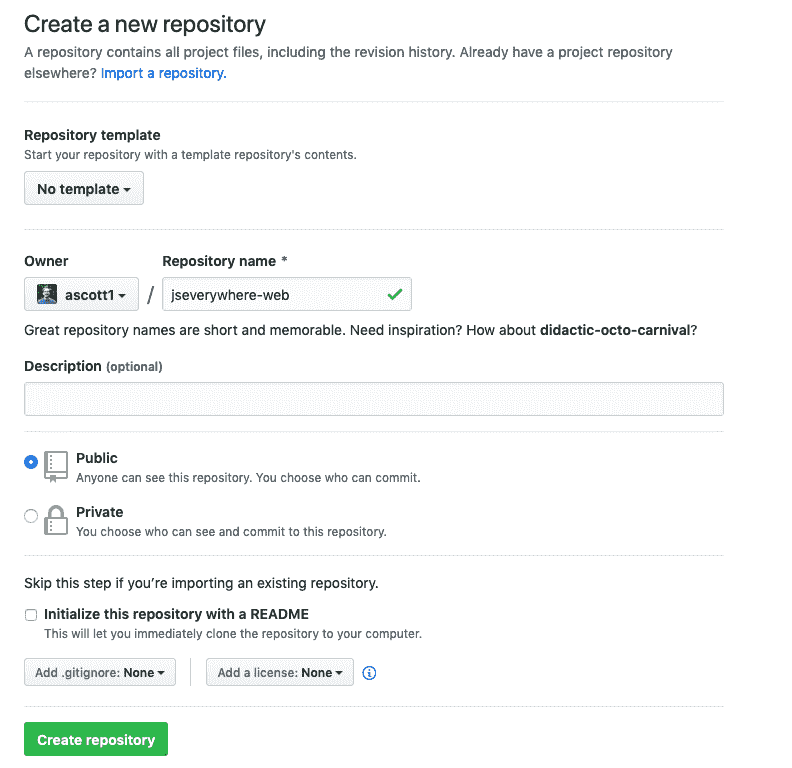 Create a new repository
A repository contains all project files, including the revision history. Already have a project repository
elsewhere? Import a repository.
Repository template
Start your repository with a template repository's contents.
No template
Owner
Repository name *
ascott1 / jseverywhere-web
Great repository names are short and memorable. Need inspiration? How about didactic-octo-carnival?
Description (optional)
Public
Anyone can see this repository. You choose who can commit.
Private
You choose who can see and commit to this repository.
Skip this step if you’re importing an existing repository.
Initialize this repository with a README
This will let you immediately clone the repository to your computer.
Add .gitignore: None
Add a license: None
Create repository